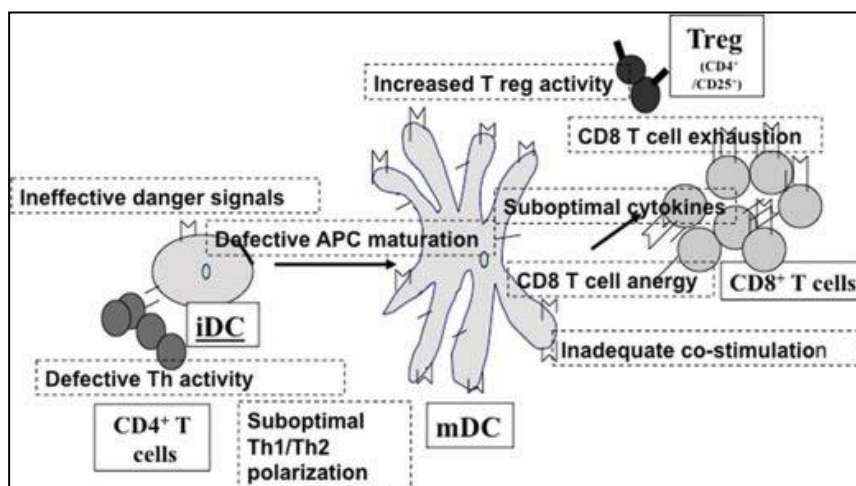 Treg
(CD4⁺
/CD25⁺)
Increased T reg activity
CD8 T cell exhaustion
Ineffective danger signals
Suboptimal cytokines
Defective APC maturation
CD8 T cell anergy
CD8⁺ T cells
iDC
Inadequate co-stimulation
Defective Th activity
CD4⁺ T
cells
Suboptimal
Th1/Th2
polarization
mDC